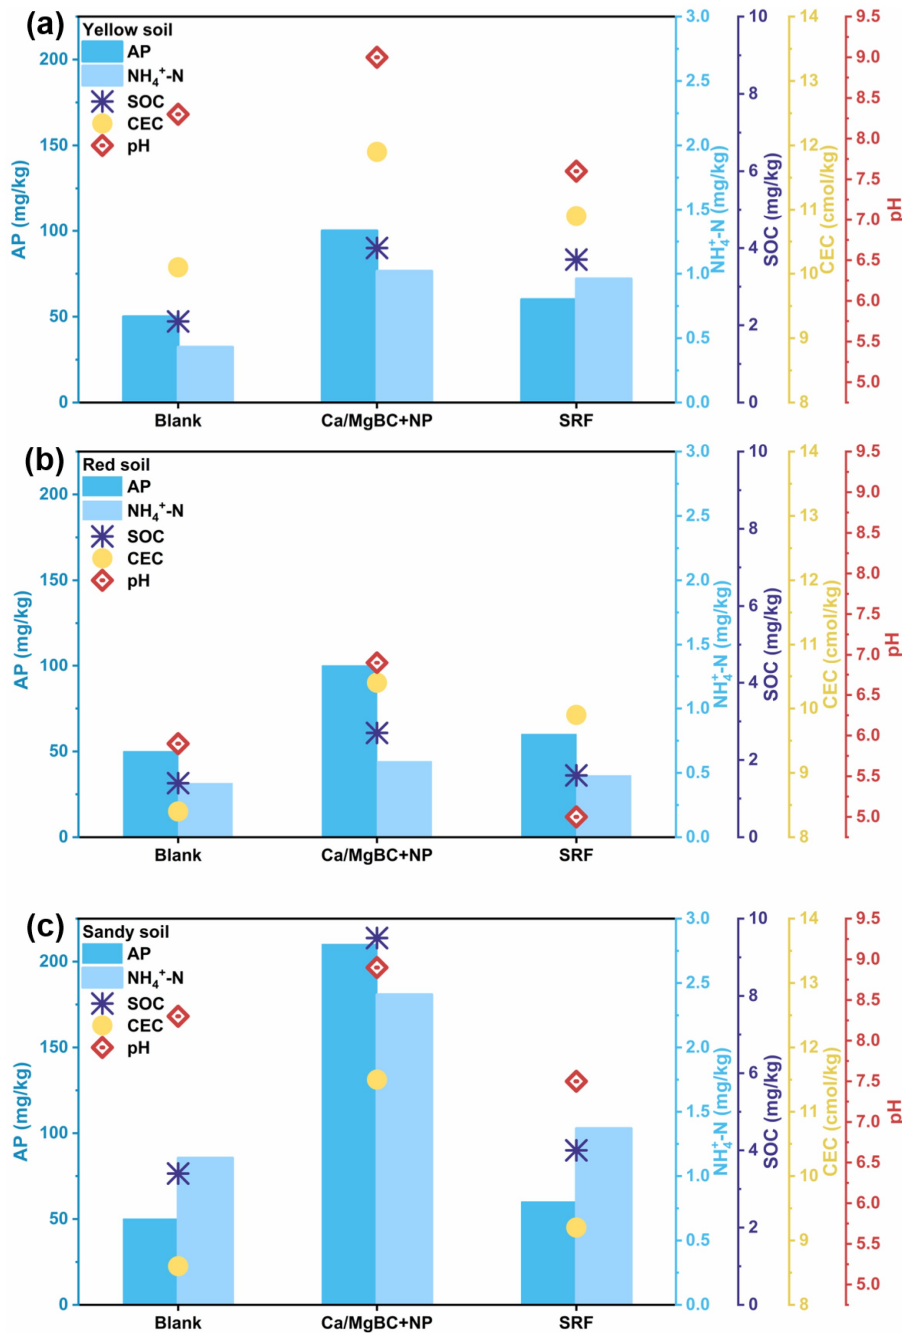 (a)
Yellow soil
AP
NH₄⁺-N
SOC
CEC
pH
AP (mg/kg)
200
150
100
50
0
Blank
Ca/MgBC+NP
SRF
3.0
2.5
2.0
1.5
1.0
0.5
0.0
NH₄⁺-N (mg/kg)
10
8
6
4
2
0
SOC (mg/kg)
14
13
12
11
10
9
8
CEC (cmol/kg)
9.5
9.0
8.5
8.0
7.5
7.0
6.5
6.0
5.5
5.0
pH
(b)
Red soil
AP
NH₄⁺-N
SOC
CEC
pH
AP (mg/kg)
200
150
100
50
0
Blank
Ca/MgBC+NP
SRF
3.0
2.5
2.0
1.5
1.0
0.5
0.0
NH₄⁺-N (mg/kg)
10
8
6
4
2
0
SOC (mg/kg)
14
13
12
11
10
9
8
CEC (cmol/kg)
9.5
9.0
8.5
8.0
7.5
7.0
6.5
6.0
5.5
5.0
pH
(c)
Sandy soil
AP
NH₄⁺-N
SOC
CEC
pH
AP (mg/kg)
200
150
100
50
0
Blank
Ca/MgBC+NP
SRF
3.0
2.5
2.0
1.5
1.0
0.5
0.0
NH₄⁺-N (mg/kg)
10
8
6
4
2
0
SOC (mg/kg)
14
13
12
11
10
9
8
CEC (cmol/kg)
9.5
9.0
8.5
8.0
7.5
7.0
6.5
6.0
5.5
5.0
pH